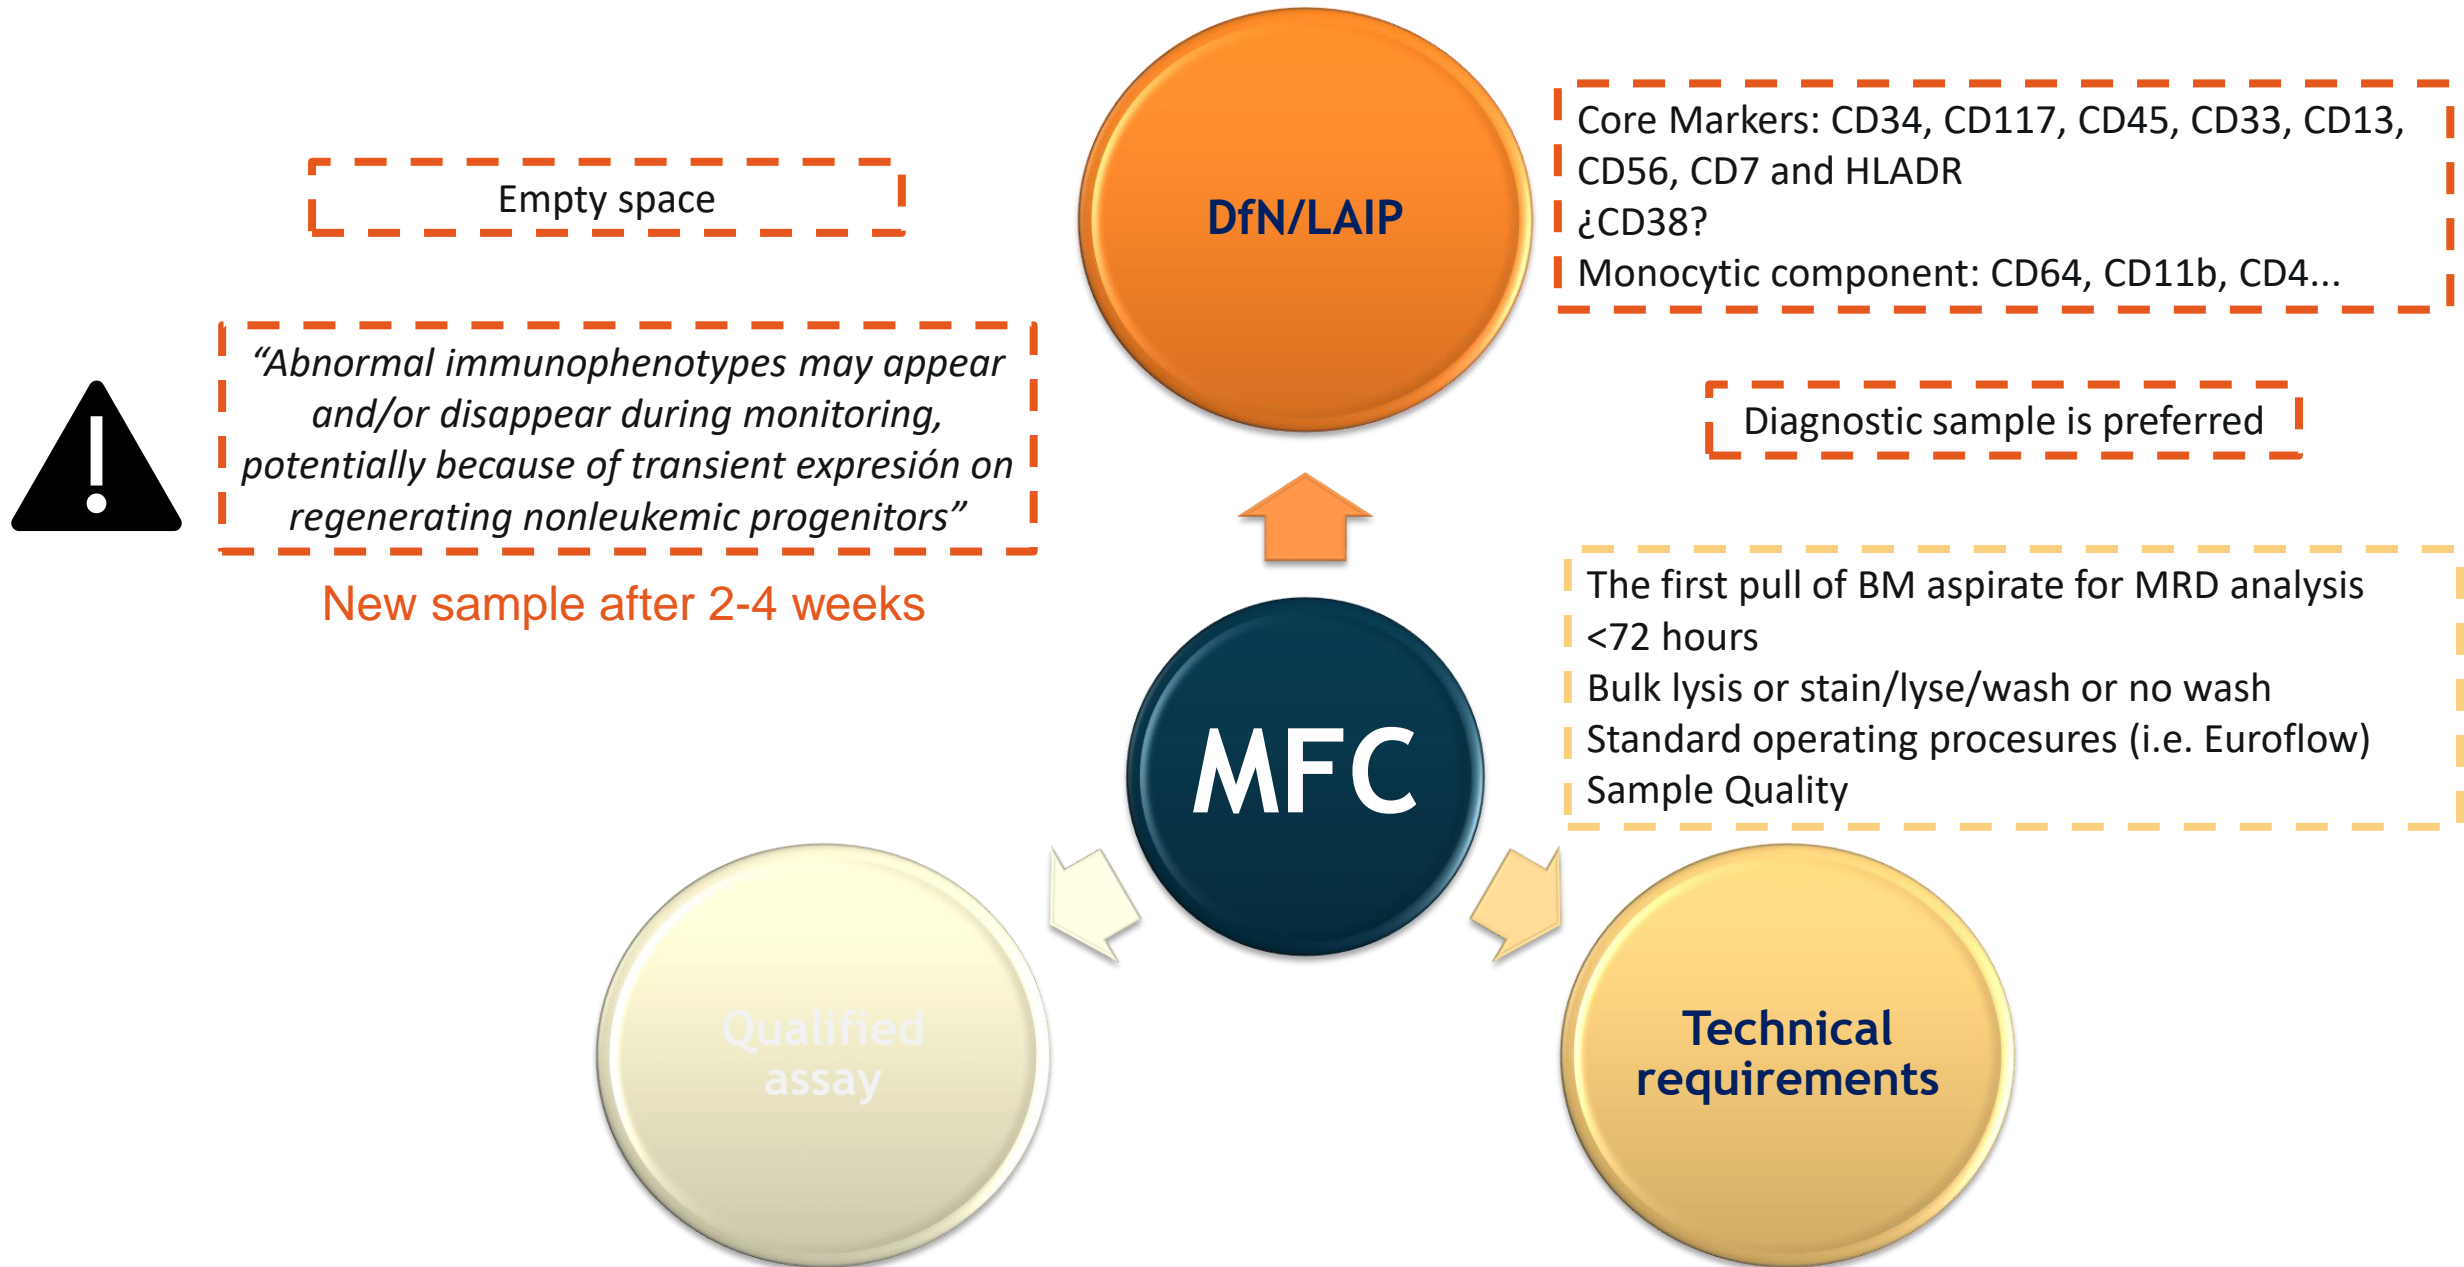 DfN/LAIP
Core Markers: CD34, CD117, CD45, CD33, CD13,
CD56, CD7 and HLADR
¿CD38?
Monocytic component: CD64, CD11b, CD4...
Empty space
“Abnormal immunophenotypes may appear
and/or disappear during monitoring,
potentially because of transient expresión on
regenerating nonleukemic progenitors”
New sample after 2-4 weeks
Diagnostic sample is preferred
The first pull of BM aspirate for MRD analysis
<72 hours
Bulk lysis or stain/lyse/wash or no wash
Standard operating procesures (i.e. Euroflow)
Sample Quality
MFC
Qualified
assay
Technical
requirements